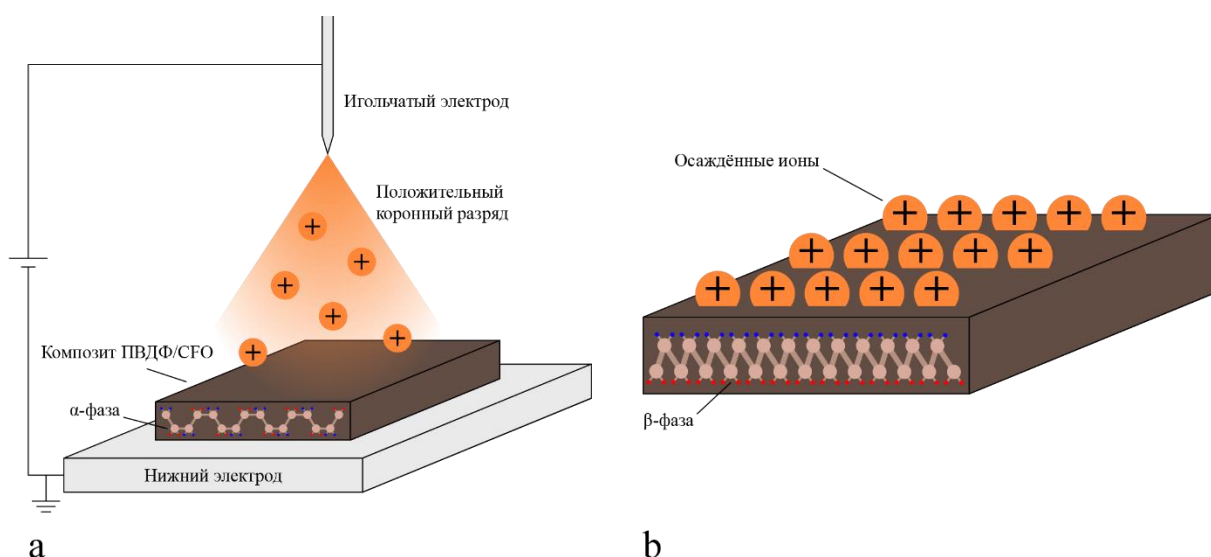 Игольчатый электрод
Положительный
коронный разряд
Композит ПВДФ/CFO
α-фаза
Нижний электрод
a
Осаждённые ионы
β-фаза
b